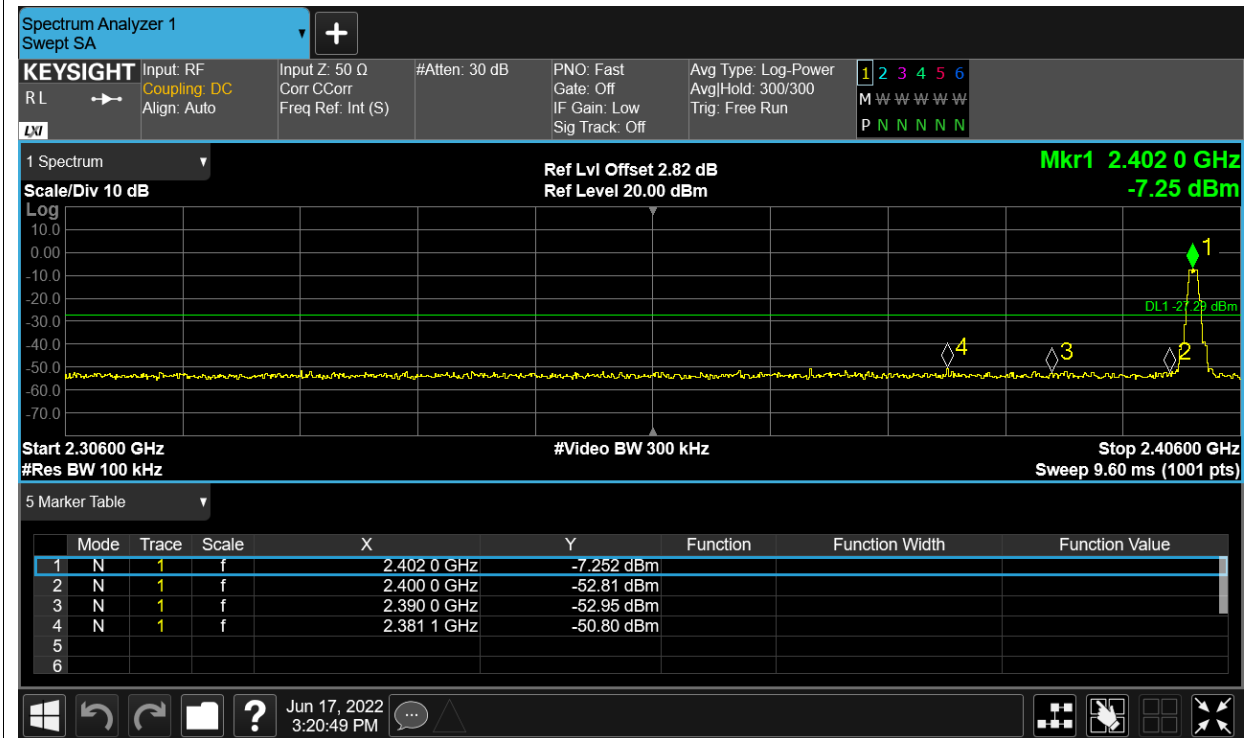 Spectrum Analyzer 1
Swept SA
+
KEYSIGHT Input: RF Input Z: 50 Ω #Atten: 30 dB PNO: Fast Avg Type: Log-Power 1 2 3 4 5 6
R L Coupling: DC Corr CCorr Gate: Off Avg|Hold: 300/300 M W W W W W
Align: Auto Freq Ref: Int (S) IF Gain: Low Trig: Free Run
LXI Sig Track: Off P N N N N N
1 Spectrum Ref Lvl Offset 2.82 dB Mkr1 2.402 0 GHz
Scale/Div 10 dB Ref Level 20.00 dBm -7.25 dBm
Log
10.0
0.00 1
-10.0
-20.0 DL1 -27.29 dBm
-30.0
-40.0 4 3 2
-50.0
-60.0
-70.0
Start 2.30600 GHz #Video BW 300 kHz Stop 2.40600 GHz
#Res BW 100 kHz Sweep 9.60 ms (1001 pts)
5 Marker Table
Mode Trace Scale X Y Function Function Width Function Value
1 N 1 f 2.402 0 GHz -7.252 dBm
2 N 1 f 2.400 0 GHz -52.81 dBm
3 N 1 f 2.390 0 GHz -52.95 dBm
4 N 1 f 2.381 1 GHz -50.80 dBm
5
6
? Jun 17, 2022
3:20:49 PM